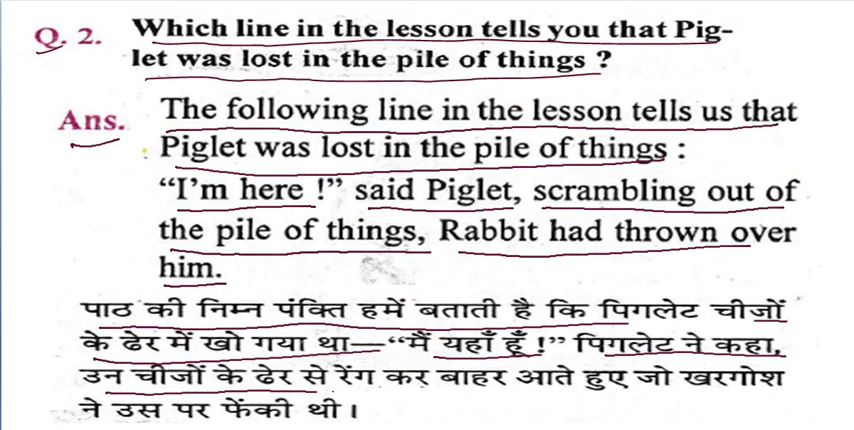 Q. 2. Which line in the lesson tells you that Pig-
let was lost in the pile of things ?
Ans. The following line in the lesson tells us that
Piglet was lost in the pile of things :
“I’m here !” said Piglet, scrambling out of
the pile of things, Rabbit had thrown over
him.
पाठ की निम्न पंक्ति हमें बताती है कि पिगलेट चीजों
के ढेर में खो गया था—“मैं यहाँ हूँ !” पिगलेट ने कहा,
उन चीजों के ढेर से रेंग कर बाहर आते हुए जो खरगोश
ने उस पर फेंकी थी।